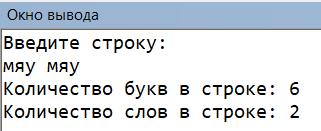 Окно вывода
Введите строку:
мяу мяу
Количество букв в строке: 6
Количество слов в строке: 2